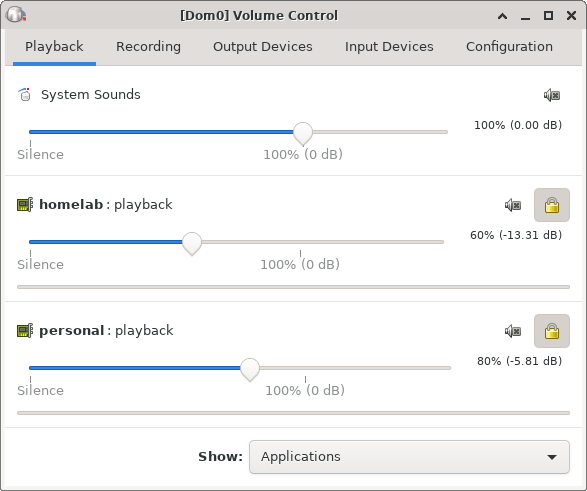 [Dom0] Volume Control
Playback Recording Output Devices Input Devices Configuration
System Sounds
100% (0.00 dB)
Silence 100% (0 dB)
homelab : playback
60% (-13.31 dB)
Silence 100% (0 dB)
personal : playback
80% (-5.81 dB)
Silence 100% (0 dB)
Show: Applications